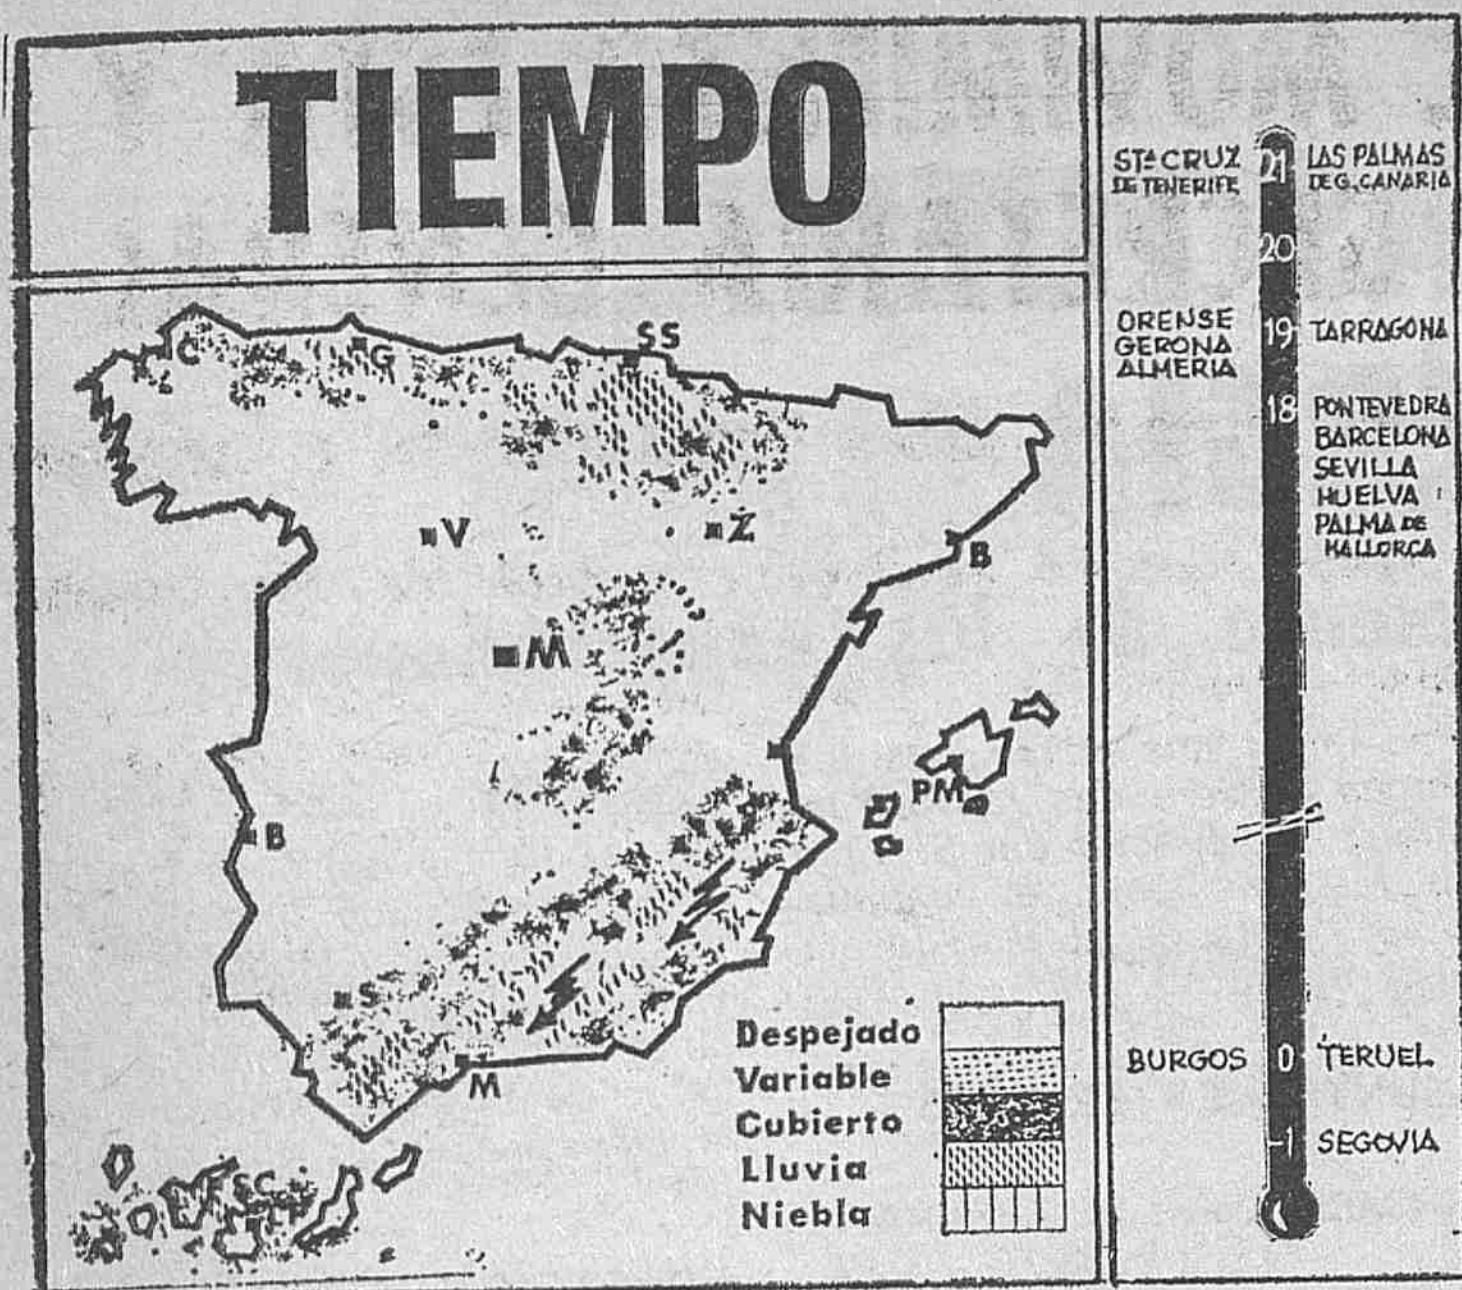 TIEMPO
C
G
SS
V
Z
B
M
PM
B
S
M
SC
Despejado
Variable
Cubierto
Lluvia
Niebla
STA CRUZ
DE TENERIFE
21
LAS PALMAS
DE G. CANARIA
20
ORENSE
GERONA
ALMERIA
19
TARRAGONA
18
PONTEVEDRA
BARCELONA
SEVILLA
HUELVA
PALMA DE
MALLORCA
BURGOS
0
TERUEL
-1
SEGOVIA